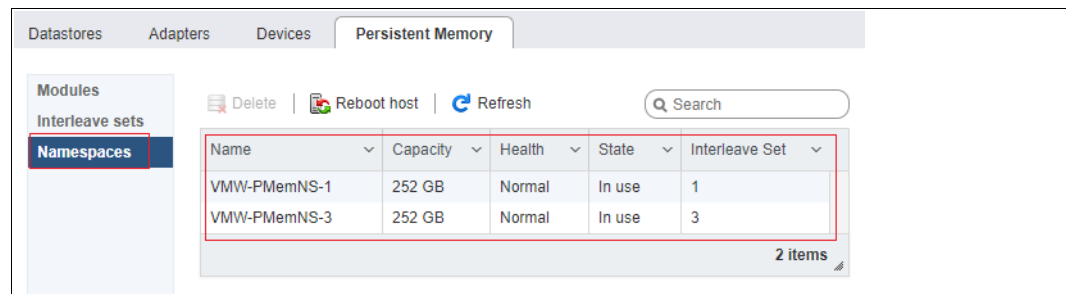 Datastores Adapters Devices Persistent Memory
Modules
Interleave sets
Namespaces
Delete Reboot host Refresh Search
Name Capacity Health State Interleave Set
VMW-PMemNS-1 252 GB Normal In use 1
VMW-PMemNS-3 252 GB Normal In use 3
2 items